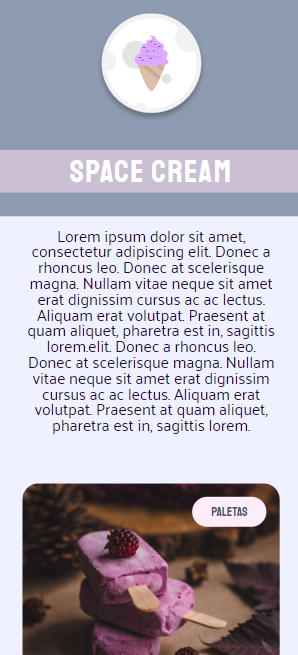 SPACE CREAM
Lorem ipsum dolor sit amet,
consectetur adipiscing elit. Donec a
rhoncus leo. Donec at scelerisque
magna. Nullam vitae neque sit amet
erat dignissim cursus ac ac lectus.
Aliquam erat volutpat. Praesent at
quam aliquet, pharetra est in, sagittis
lorem.elit. Donec a rhoncus leo.
Donec at scelerisque magna. Nullam
vitae neque sit amet erat dignissim
cursus ac ac lectus. Aliquam erat
volutpat. Praesent at quam aliquet,
pharetra est in, sagittis lorem.
PALETAS